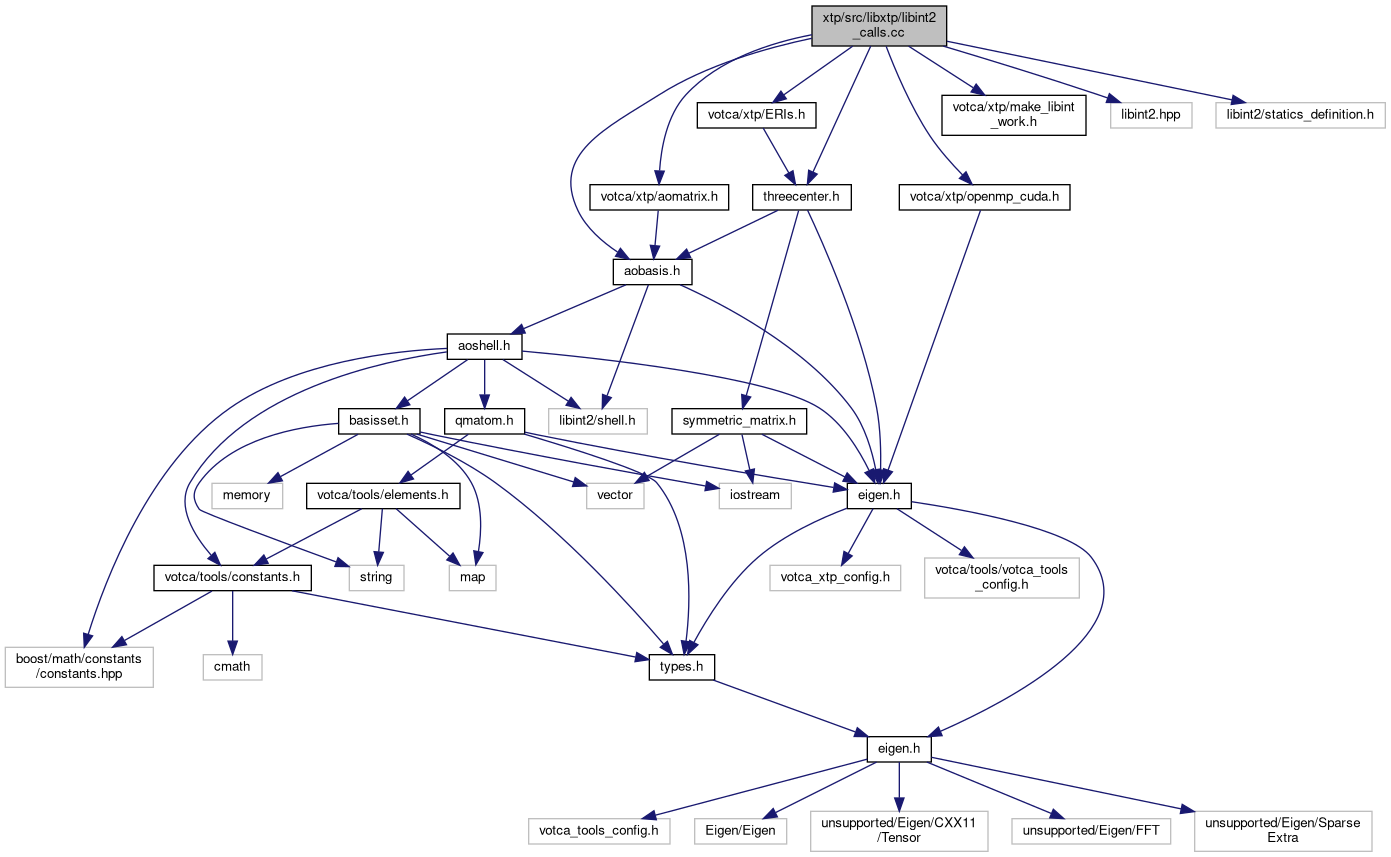 xtp/src/libxtp/libint2
_calls.cc
votca/xtp/ERIs.h
votca/xtp/make_libint
_work.h
libint2.hpp
libint2/statics_definition.h
votca/xtp/aomatrix.h
threecenter.h
votca/xtp/openmp_cuda.h
aobasis.h
aoshell.h
basisset.h
qmatom.h
libint2/shell.h
symmetric_matrix.h
memory
votca/tools/elements.h
vector
iostream
eigen.h
votca/tools/constants.h
string
map
votca_xtp_config.h
votca/tools/votca_tools
_config.h
boost/math/constants
/constants.hpp
cmath
types.h
eigen.h
votca_tools_config.h
Eigen/Eigen
unsupported/Eigen/CXX11
/Tensor
unsupported/Eigen/FFT
unsupported/Eigen/Sparse
Extra